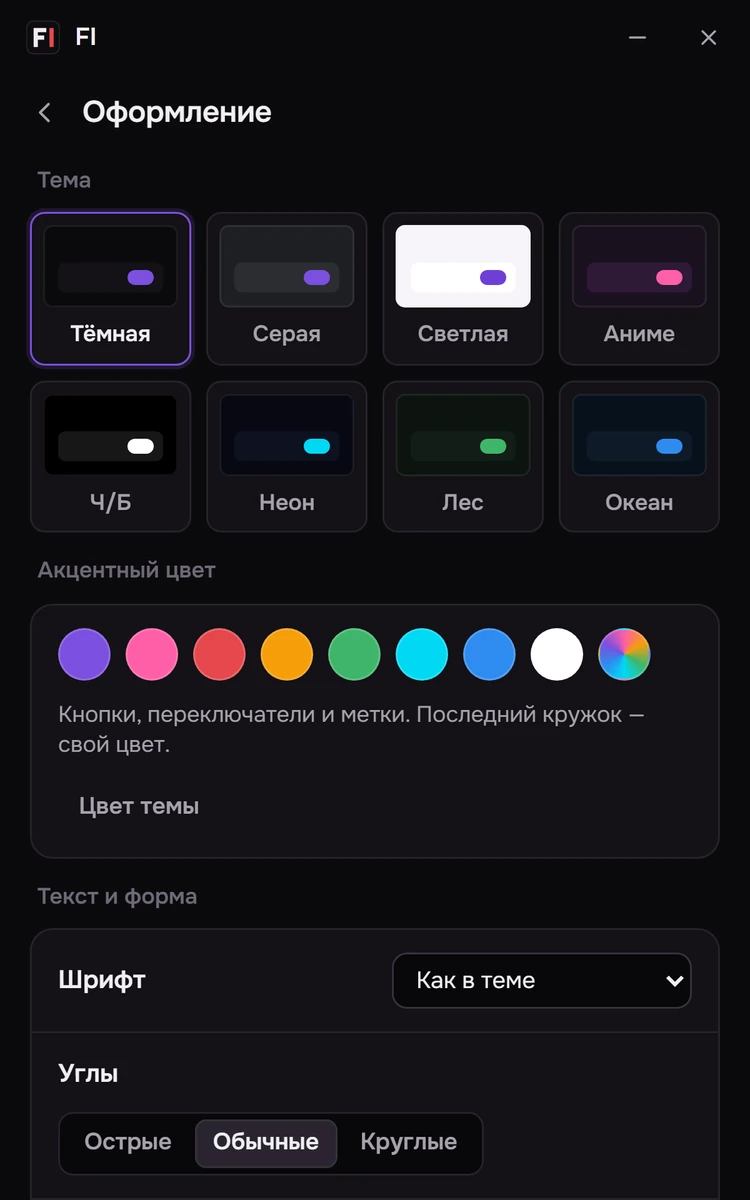 FI FI
Оформление
Тема
Тёмная Серая Светлая Аниме
Ч/Б Неон Лес Океан
Акцентный цвет
Кнопки, переключатели и метки. Последний кружок —
свой цвет.
Цвет темы
Текст и форма
Шрифт Как в теме
Углы
Острые Обычные Круглые